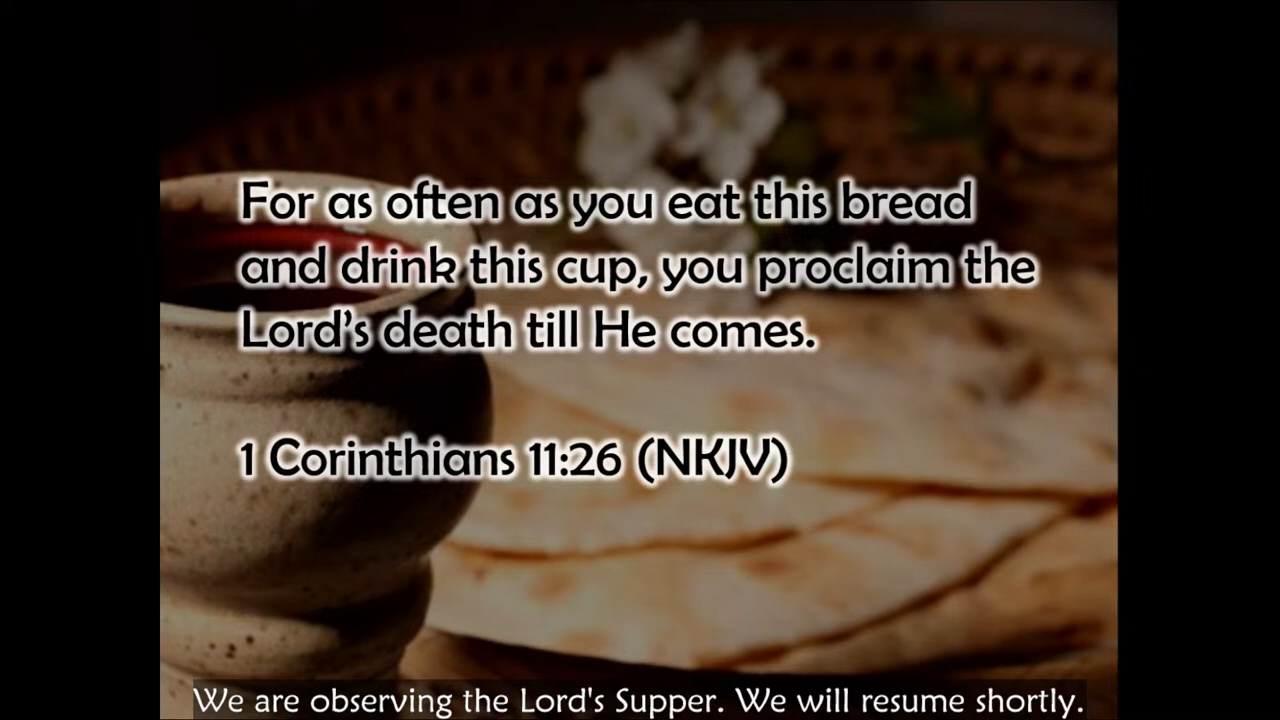 For as often as you eat this bread
and drink this cup, you proclaim the
Lord’s death till He comes.
1 Corinthians 11:26 (NKJV)
We are observing the Lord's Supper. We will resume shortly.